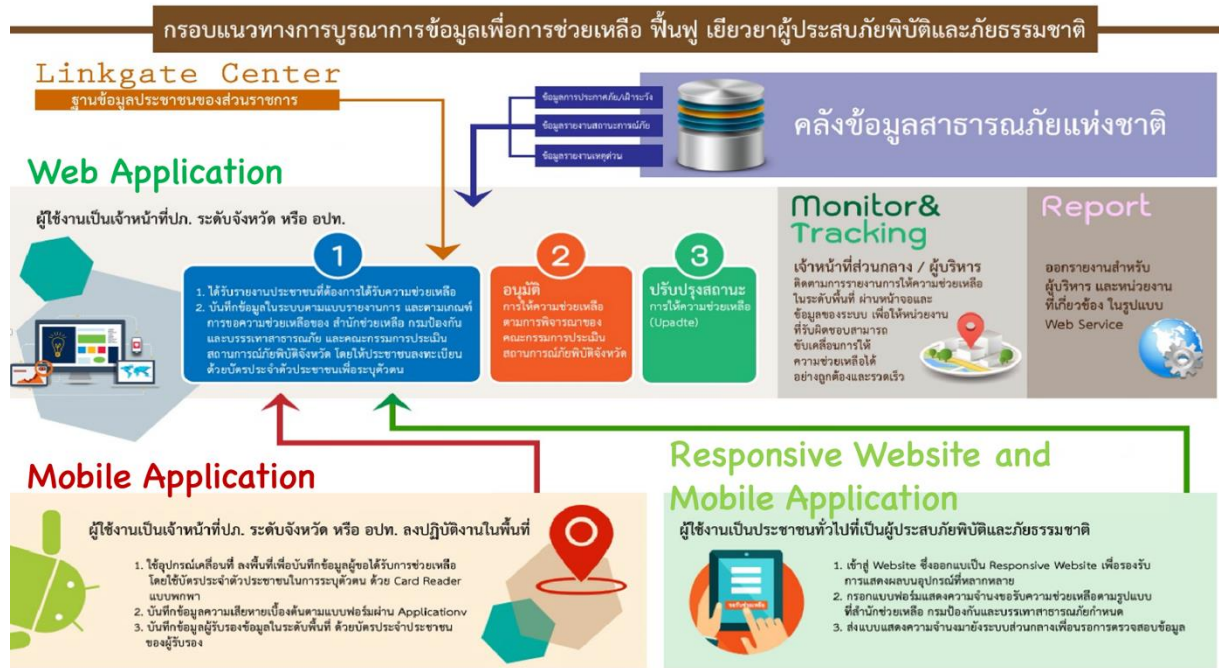 กรอบแนวทางการบูรณาการข้อมูลเพื่อการช่วยเหลือ ฟื้นฟู เยียวยาผู้ประสบภัยพิบัติและภัยธรรมชาติ
Linkgate Center
ฐานข้อมูลประชาชนของส่วนราชการ
ข้อมูลการประกาศภัย/เฝ้าระวัง
ข้อมูลรายงานสถานะการณ์ภัย
ข้อมูลรายงานเหตุด่วน
คลังข้อมูลสาธารณภัยแห่งชาติ
Web Application
ผู้ใช้งานเป็นเจ้าหน้าที่ปภ. ระดับจังหวัด หรือ อปท.
1
1. ได้รับรายงานประชาชนที่ต้องการได้รับความช่วยเหลือ
2. บันทึกข้อมูลในระบบตามแบบรายงานการ และตามเกณฑ์
การขอความช่วยเหลือของ สำนักช่วยเหลือ กรมป้องกัน
และบรรรเทาสาธารณภัย และคณะกรรมการประเมิน
สถานการณ์ภัยพิบัติจังหวัด โดยให้ประชาชนลงทะเบียน
ด้วยบัตรประจำตัวประชาชนเพื่อระบุตัวตน
2
อนุมัติ
การให้ความช่วยเหลือ
ตามการพิจารณาของ
คณะกรรมการประเมิน
สถานการณ์ภัยพิบัติจังหวัด
3
ปรับปรุงสถานะ
การให้ความช่วยเหลือ
(Upadte)
Monitor&
Tracking
เจ้าหน้าที่ส่วนกลาง / ผู้บริหาร
ติดตามการรายงานการให้ความช่วยเหลือ
ในระดับพื้นที่ ผ่านหน้าจอและ
ข้อมูลของระบบ เพื่อให้หน่วยงาน
ที่รับผิดชอบสามารถ
ขับเคลื่อนการให้
ความช่วยเหลือได้
อย่างถูกต้องและรวดเร็ว
Report
ออกรายงานสำหรับ
ผู้บริหาร และหน่วยงาน
ที่เกี่ยวข้อง ในรูปแบบ
Web Service
Mobile Application
ผู้ใช้งานเป็นเจ้าหน้าที่ปภ. ระดับจังหวัด หรือ อปท. ลงปฏิบัติงานในพื้นที่
1. ใช้อุปกรณ์เคลื่อนที่ ลงพื้นที่เพื่อบันทึกข้อมูลผู้ขอได้รับการช่วยเหลือ
โดยใช้บัตรประจำตัวประชาชนในการระบุตัวตน ด้วย Card Reader
แบบพกพา
2. บันทึกข้อมูลความเสียหายเบื้องต้นตามแบบฟอร์มผ่าน Applicationv
3. บันทึกข้อมูลผู้รับรองข้อมูลในระดับพื้นที่ ด้วยบัตรประจำประชาชน
ของผู้รับรอง
Responsive Website and
Mobile Application
ผู้ใช้งานเป็นประชาชนทั่วไปที่เป็นผู้ประสบภัยพิบัติและภัยธรรมชาติ
ขอรับช่วยเหลือ
1. เข้าสู่ Website ซึ่งออกแบเป็น Responsive Website เพื่อรองรับ
การแสดงผลบนอุปกรณ์ที่หลากหลาย
2. กรอกแบบฟอร์มแสดงความจำนงขอรับความช่วยเหลือตามรูปแบบ
ที่สำนักช่วยเหลือ กรมป้องกันและบรรเทาสาธารณภัยกำหนด
3. ส่งแบบแสดงความจำนงมายังระบบส่วนกลางเพื่อนรอการตรวจสอบข้อมูล